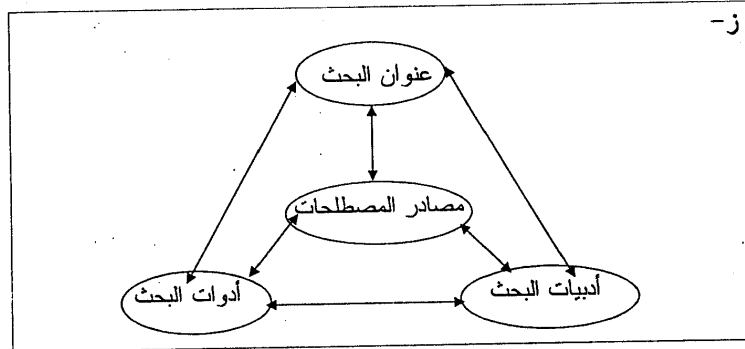 ز-
عنوان البحث
مصادر المصطلحات
أدبيات البحث
أدوات البحث